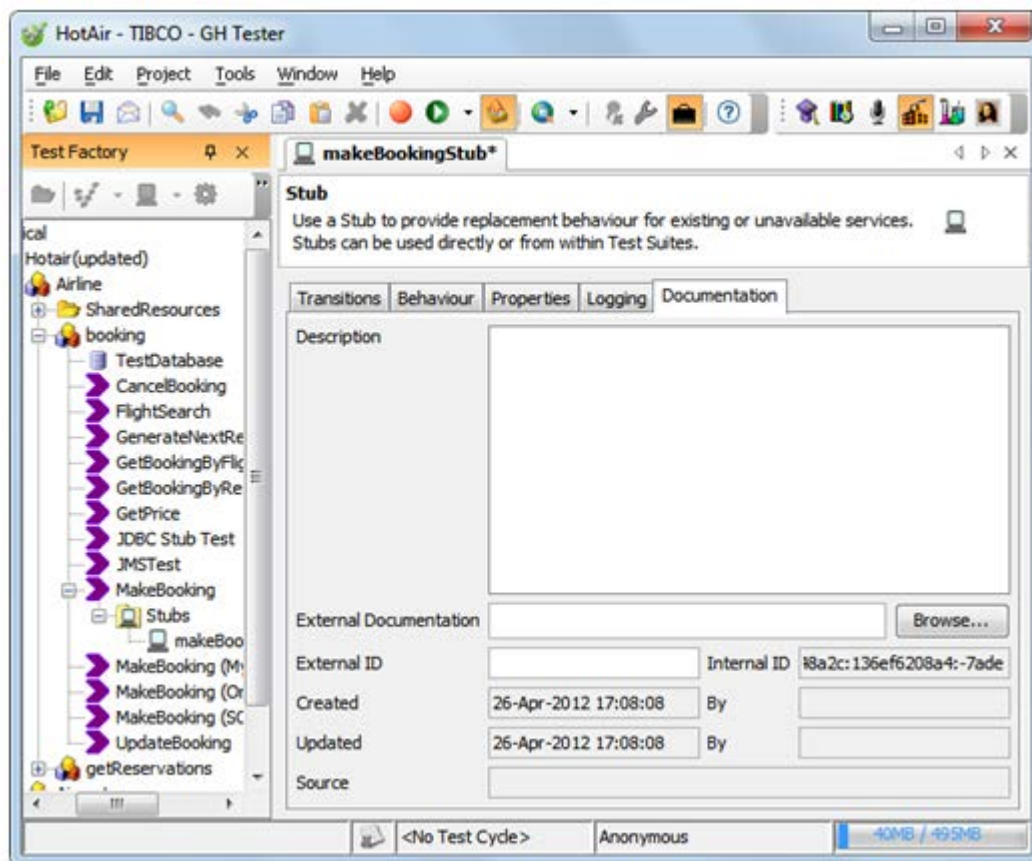 HotAir - TIBCO - GH Tester
File Edit Project Tools Window Help
Test Factory
makeBookingStub*
Stub
Use a Stub to provide replacement behaviour for existing or unavailable services.
Stubs can be used directly or from within Test Suites.
ical
Hotair(updated)
Airline
SharedResources
booking
TestDatabase
CancelBooking
FlightSearch
GenerateNextRe
GetBookingByFlig
GetBookingByRe
GetPrice
JDBC Stub Test
JMSTest
MakeBooking
Stubs
makeBoo
MakeBooking (My
MakeBooking (Or
MakeBooking (SO
UpdateBooking
getReservations
Transitions Behaviour Properties Logging Documentation
Description
External Documentation Browse...
External ID Internal ID 8a2c:136ef6208a4:-7ade
Created 26-Apr-2012 17:08:08 By
Updated 26-Apr-2012 17:08:08 By
Source
<No Test Cycle> Anonymous 40MB / 495MB